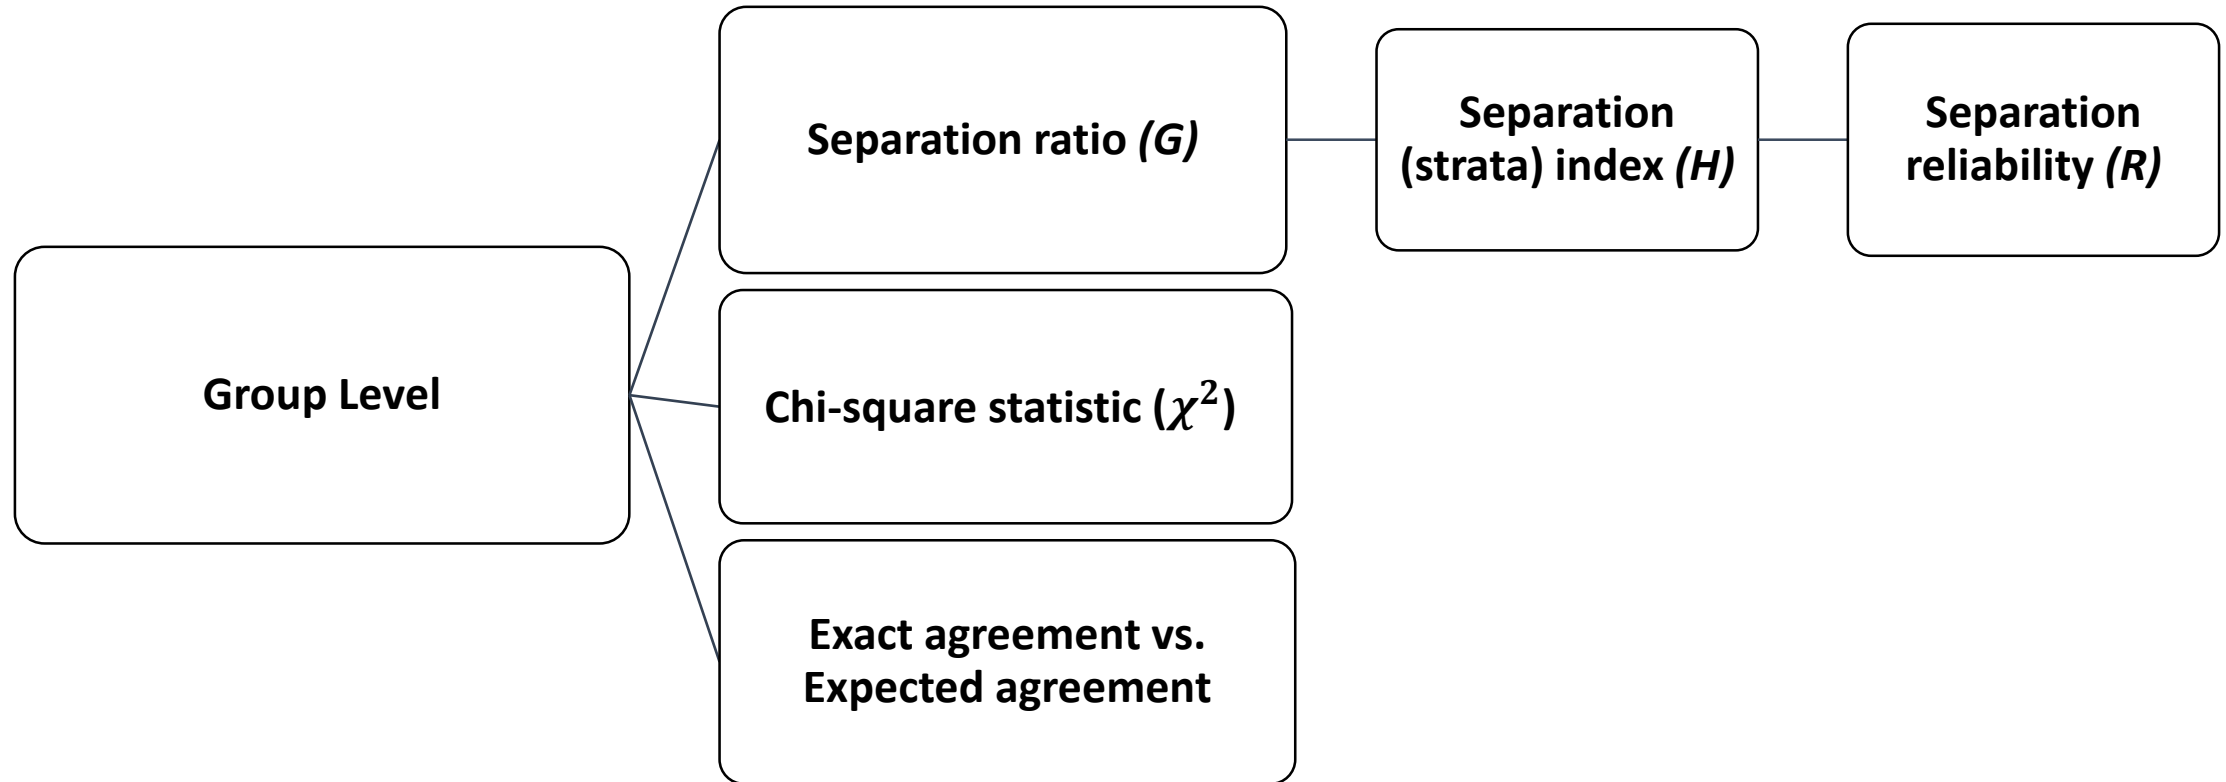 Group Level
Separation ratio (G)
Separation
(strata) index (H)
Separation
reliability (R)
Chi-square statistic (χ²)
Exact agreement vs.
Expected agreement